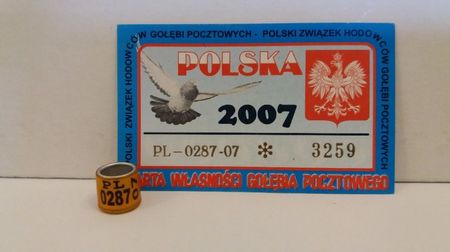 POLSKI ZWIĄZEK HODOWCÓW GOŁĘBI POCZTOWYCH - POLSKI ZWIĄZEK HODOWCÓW GOŁĘBI POCZTOWYCH
POLSKA
2007
PL-0287-07 * 3259
KARTA WŁASNOŚCI GOŁĘBIA POCZTOWEGO
PL
0287
07